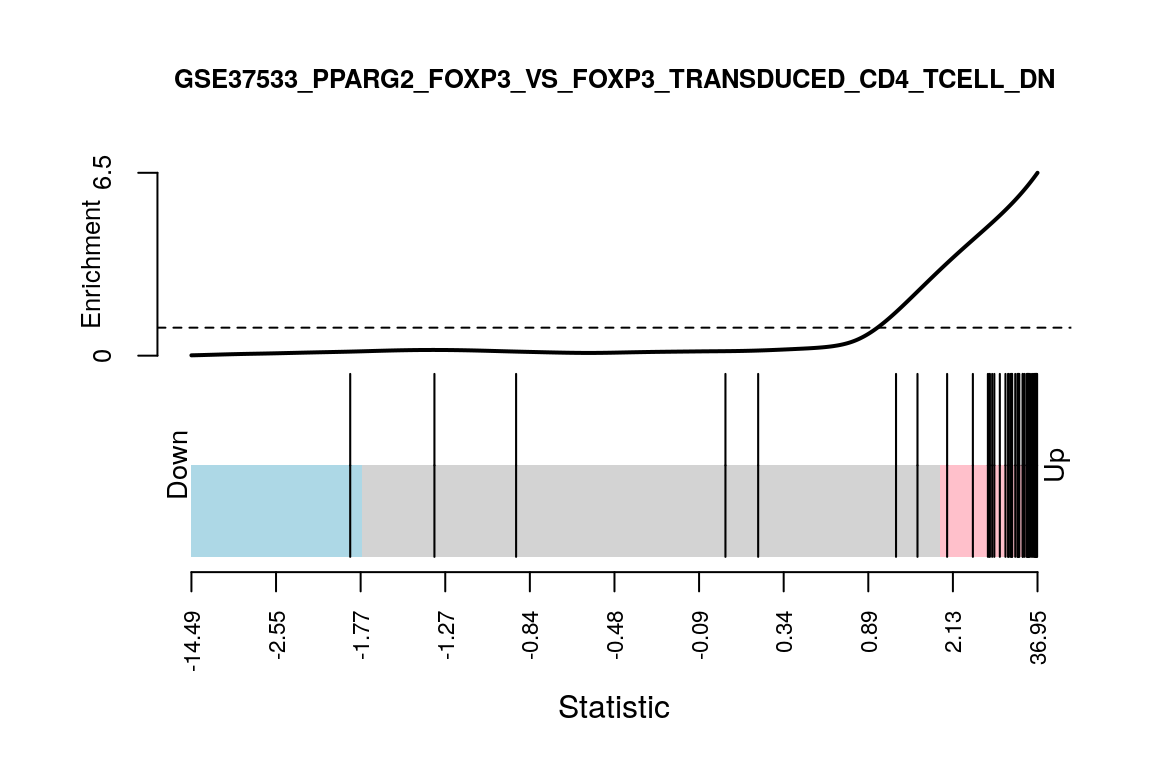 GSE37533_PPARG2_FOXP3_VS_FOXP3_TRANSDUCED_CD4_TCELL_DN
6.5
Enrichment
0
Down
Up
-14.49
-2.55
-1.77
-1.27
-0.84
-0.48
-0.09
0.34
0.89
2.13
36.95
Statistic